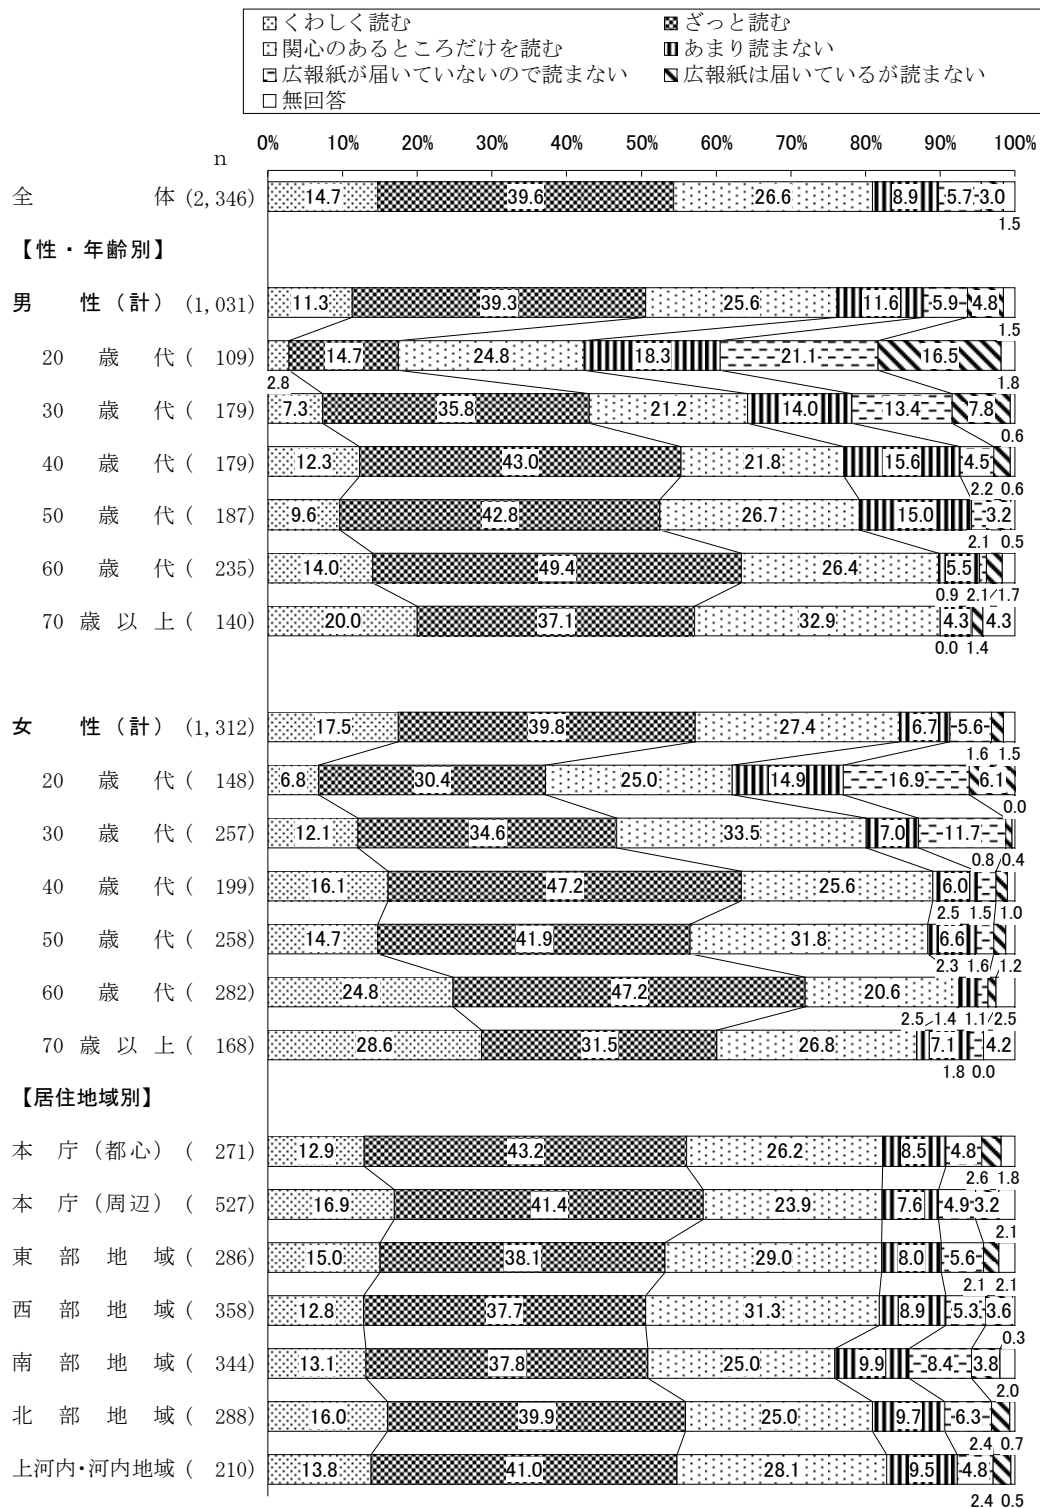 くわしく読む ざっと読む
関心のあるところだけを読む あまり読まない
広報紙が届いていないので読まない 広報紙は届いているが読まない
無回答
0% 10% 20% 30% 40% 50% 60% 70% 80% 90% 100%
n
全体 (2,346) 14.7 39.6 26.6 8.9 5.7 3.0
1.5
【性・年齢別】
男性(計) (1,031) 11.3 39.3 25.6 11.6 5.9 4.8
1.5
20歳代( 109) 14.7 24.8 18.3 21.1 16.5
2.8 1.8
30歳代( 179) 7.3 35.8 21.2 14.0 13.4 7.8
0.6
40歳代( 179) 12.3 43.0 21.8 15.6 4.5
2.2 0.6
50歳代( 187) 9.6 42.8 26.7 15.0 3.2
2.1 0.5
60歳代( 235) 14.0 49.4 26.4 5.5
0.9 2.1 1.7
70歳以上( 140) 20.0 37.1 32.9 4.3 4.3
0.0 1.4
女性(計) (1,312) 17.5 39.8 27.4 6.7 5.6
1.6 1.5
20歳代( 148) 6.8 30.4 25.0 14.9 16.9 6.1
0.0
30歳代( 257) 12.1 34.6 33.5 7.0 11.7
0.8 0.4
40歳代( 199) 16.1 47.2 25.6 6.0
2.5 1.5 1.0
50歳代( 258) 14.7 41.9 31.8 6.6
2.3 1.6 1.2
60歳代( 282) 24.8 47.2 20.6
2.5 1.4 1.1 2.5
70歳以上( 168) 28.6 31.5 26.8 7.1 4.2
1.8 0.0
【居住地域別】
本庁(都心) ( 271) 12.9 43.2 26.2 8.5 4.8
2.6 1.8
本庁(周辺) ( 527) 16.9 41.4 23.9 7.6 4.9 3.2
2.1
東部地域( 286) 15.0 38.1 29.0 8.0 5.6
2.1 2.1
西部地域( 358) 12.8 37.7 31.3 8.9 5.3 3.6
0.3
南部地域( 344) 13.1 37.8 25.0 9.9 8.4 3.8
2.0
北部地域( 288) 16.0 39.9 25.0 9.7 6.3
2.4 0.7
上河内・河内地域( 210) 13.8 41.0 28.1 9.5 4.8
2.4 0.5